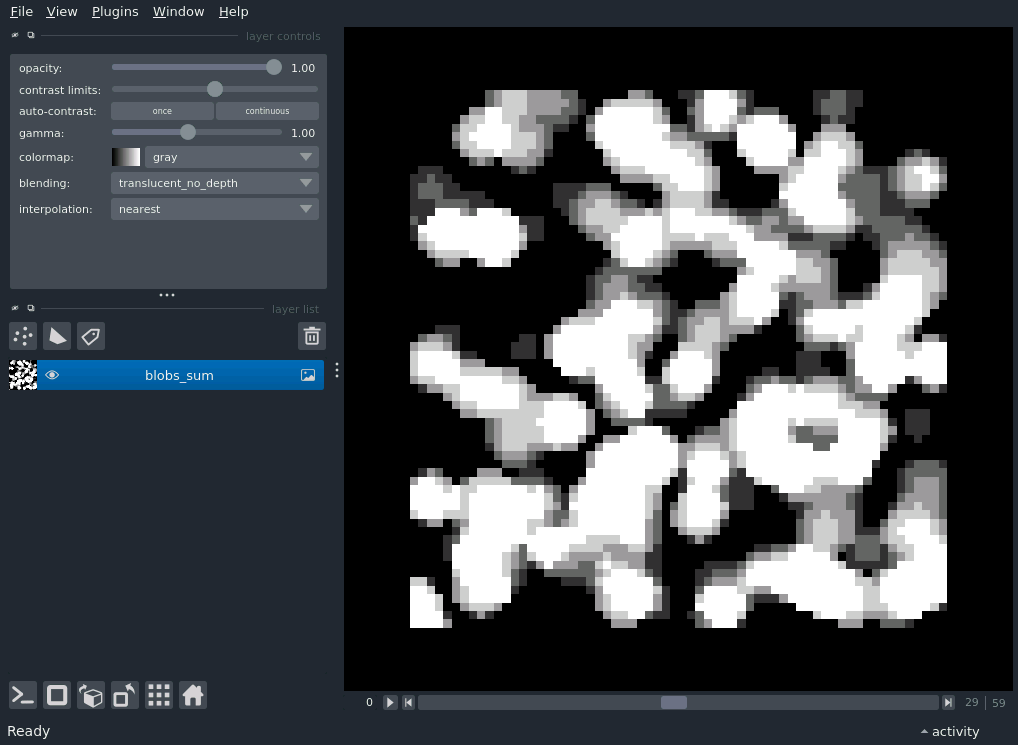 File View Plugins Window Help
layer controls
opacity: 1.00
contrast limits:
auto-contrast: once continuous
gamma: 1.00
colormap: gray
blending: translucent_no_depth
interpolation: nearest
layer list
blobs_sum
0 29 59
Ready activity